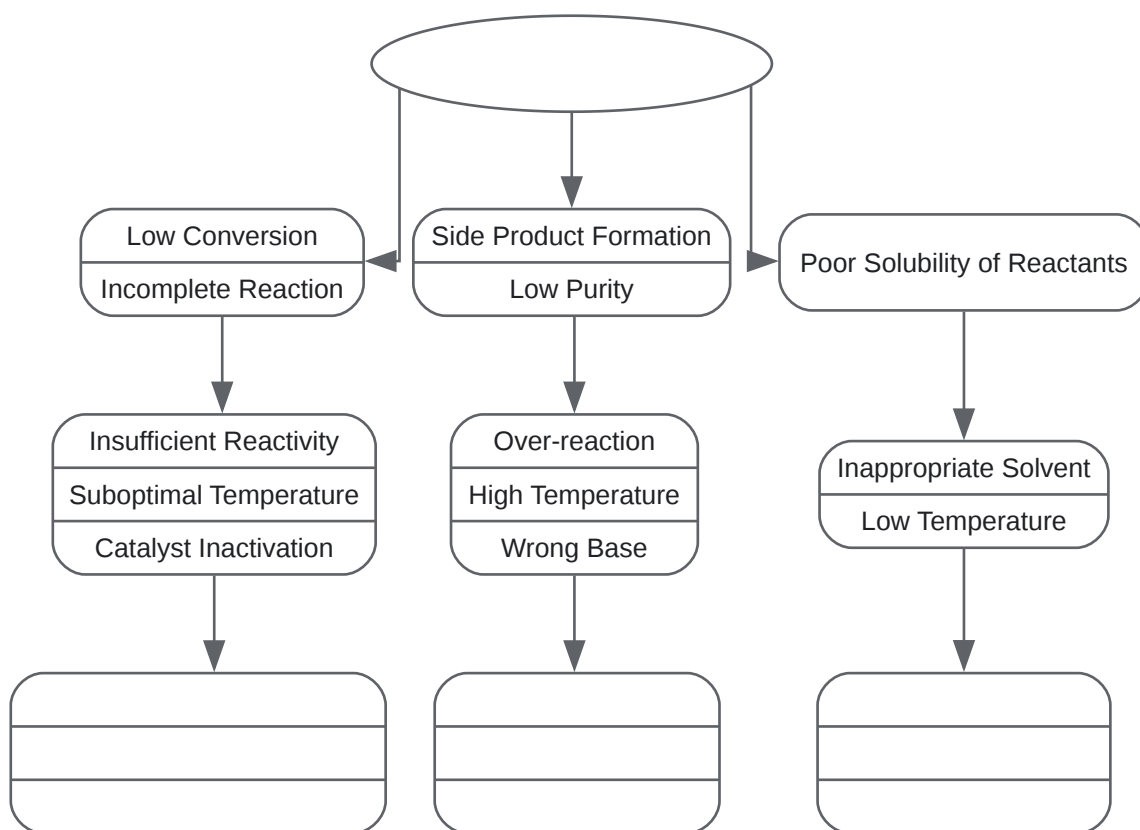 Low Conversion
Incomplete Reaction
Side Product Formation
Low Purity
Poor Solubility of Reactants
Insufficient Reactivity
Suboptimal Temperature
Catalyst Inactivation
Over-reaction
High Temperature
Wrong Base
Inappropriate Solvent
Low Temperature